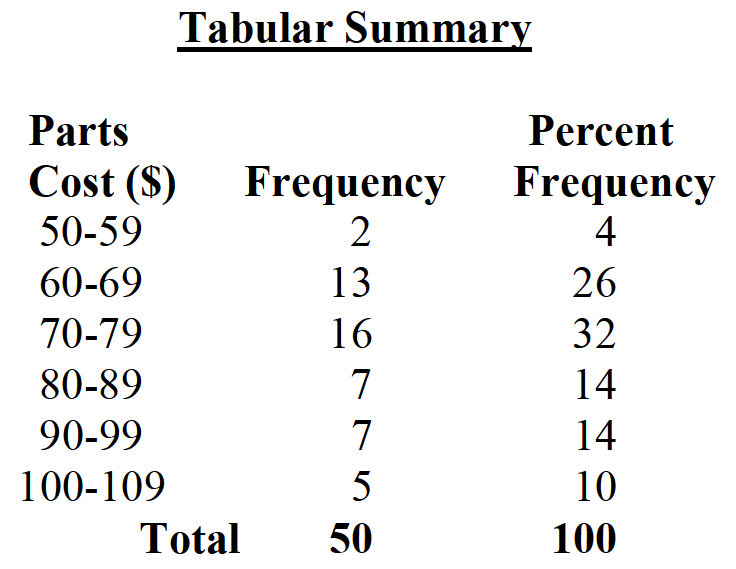 Tabular Summary
Parts Percent
Cost ($) Frequency Frequency
50-59 2 4
60-69 13 26
70-79 16 32
80-89 7 14
90-99 7 14
100-109 5 10
Total 50 100